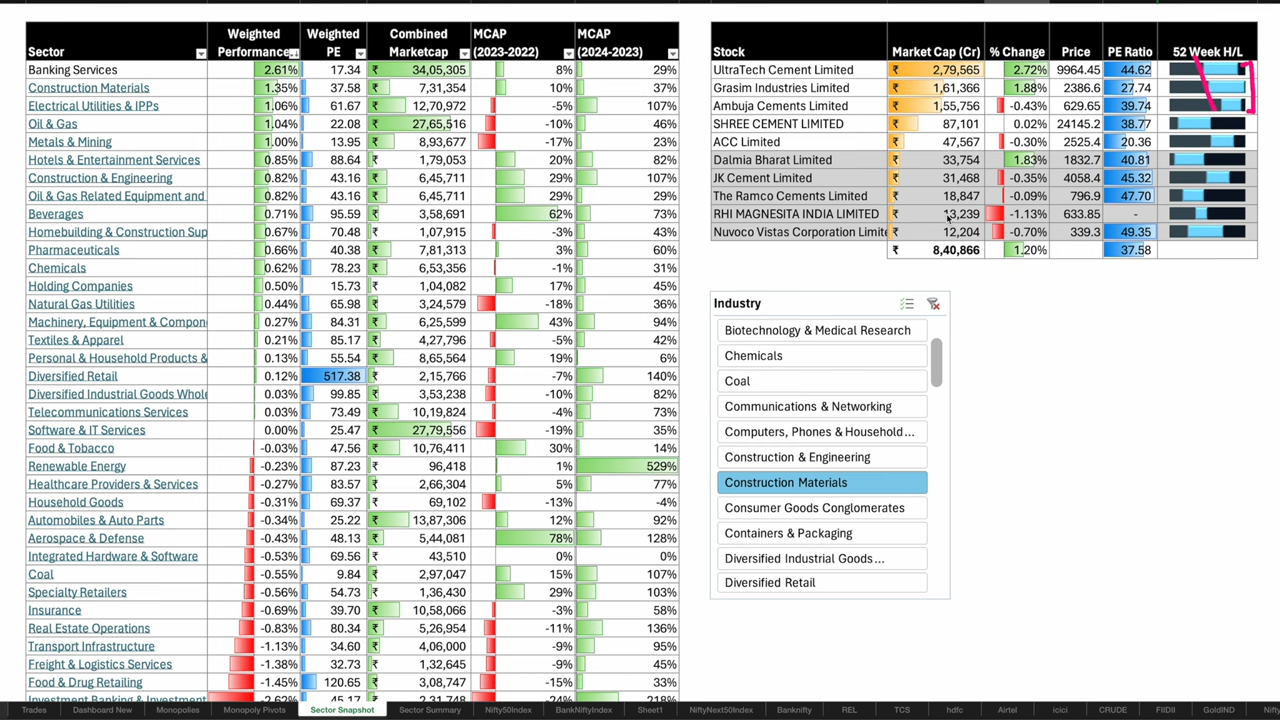 Sector Weighted Performance Weighted PE Combined Marketcap MCAP (2023-2022) MCAP (2024-2023)
Banking Services 2.61% 17.34 ₹ 34,05,305 8% 29%
Construction Materials 1.35% 37.58 ₹ 7,31,354 10% 37%
Electrical Utilities & IPPs 1.06% 61.67 ₹ 12,70,972 -5% 107%
Oil & Gas 1.04% 22.08 ₹ 27,65,516 -10% 46%
Metals & Mining 1.00% 13.95 ₹ 8,93,677 -17% 23%
Hotels & Entertainment Services 0.85% 88.64 ₹ 1,79,053 20% 82%
Construction & Engineering 0.82% 43.16 ₹ 6,45,711 29% 107%
Oil & Gas Related Equipment and 0.82% 43.16 ₹ 6,45,711 29% 29%
Beverages 0.71% 95.59 ₹ 3,58,691 62% 73%
Homebuilding & Construction Sup 0.67% 70.48 ₹ 1,07,915 -3% 43%
Pharmaceuticals 0.66% 40.38 ₹ 7,81,313 3% 60%
Chemicals 0.62% 78.23 ₹ 6,53,356 -1% 31%
Holding Companies 0.50% 15.73 ₹ 1,04,082 17% 45%
Natural Gas Utilities 0.44% 65.98 ₹ 3,24,579 -18% 36%
Machinery, Equipment & Compon 0.27% 84.31 ₹ 6,25,599 43% 94%
Textiles & Apparel 0.21% 85.17 ₹ 4,27,796 -5% 42%
Personal & Household Products & 0.13% 55.54 ₹ 8,65,564 19% 6%
Diversified Retail 0.12% 517.38 ₹ 2,15,766 -7% 140%
Diversified Industrial Goods Whole 0.03% 99.85 ₹ 3,53,238 -10% 82%
Telecommunications Services 0.03% 73.49 ₹ 10,19,824 -4% 73%
Software & IT Services 0.00% 25.47 ₹ 27,79,556 -19% 35%
Food & Tobacco -0.03% 47.56 ₹ 10,76,411 30% 14%
Renewable Energy -0.23% 87.23 ₹ 96,418 1% 529%
Healthcare Providers & Services -0.27% 83.57 ₹ 2,66,304 5% 77%
Household Goods -0.31% 69.37 ₹ 69,102 -13% -4%
Automobiles & Auto Parts -0.34% 25.22 ₹ 13,87,306 12% 92%
Aerospace & Defense -0.43% 48.13 ₹ 5,44,081 78% 128%
Integrated Hardware & Software -0.53% 69.56 ₹ 43,510 0% 0%
Coal -0.55% 9.84 ₹ 2,97,047 15% 107%
Specialty Retailers -0.56% 54.73 ₹ 1,36,430 29% 103%
Insurance -0.69% 39.70 ₹ 10,58,066 -3% 58%
Real Estate Operations -0.83% 80.34 ₹ 5,26,954 -11% 136%
Transport Infrastructure -1.13% 34.60 ₹ 4,06,000 -9% 95%
Freight & Logistics Services -1.38% 32.73 ₹ 1,32,645 -9% 45%
Food & Drug Retailing -1.45% 120.65 ₹ 3,08,747 -15% 33%
Investment Banking & Investment -2.62% 45.17 ₹ 2,31,748 -24% 218%
Stock Market Cap (Cr) % Change Price PE Ratio 52 Week H/L
UltraTech Cement Limited ₹ 2,79,565 2.72% 9964.45 44.62
Grasim Industries Limited ₹ 1,61,366 1.88% 2386.6 27.74
Ambuja Cements Limited ₹ 1,55,756 -0.43% 629.65 39.74
SHREE CEMENT LIMITED ₹ 87,101 0.02% 24145.2 38.77
ACC Limited ₹ 47,567 -0.30% 2525.4 20.36
Dalmia Bharat Limited ₹ 33,754 1.83% 1832.7 40.81
JK Cement Limited ₹ 31,468 -0.35% 4058.4 45.32
The Ramco Cements Limited ₹ 18,847 -0.09% 796.9 47.70
RHI MAGNESITA INDIA LIMITED ₹ 13,239 -1.13% 633.85 -
Nuvoco Vistas Corporation Limite ₹ 12,204 -0.70% 339.3 49.35
₹ 8,40,866 1.20% 37.58
Industry
Biotechnology & Medical Research
Chemicals
Coal
Communications & Networking
Computers, Phones & Household...
Construction & Engineering
Construction Materials
Consumer Goods Conglomerates
Containers & Packaging
Diversified Industrial Goods...
Diversified Retail
Trades Dashboard New Monopolies Monopoly Pivots Sector Snapshot Sector Summary Nifty50Index BankNiftyIndex Sheet1 NiftyNext50Index Banknifty REL TCS hdfc Airtel icici CRUDE FIIDII GoldIND Nifty